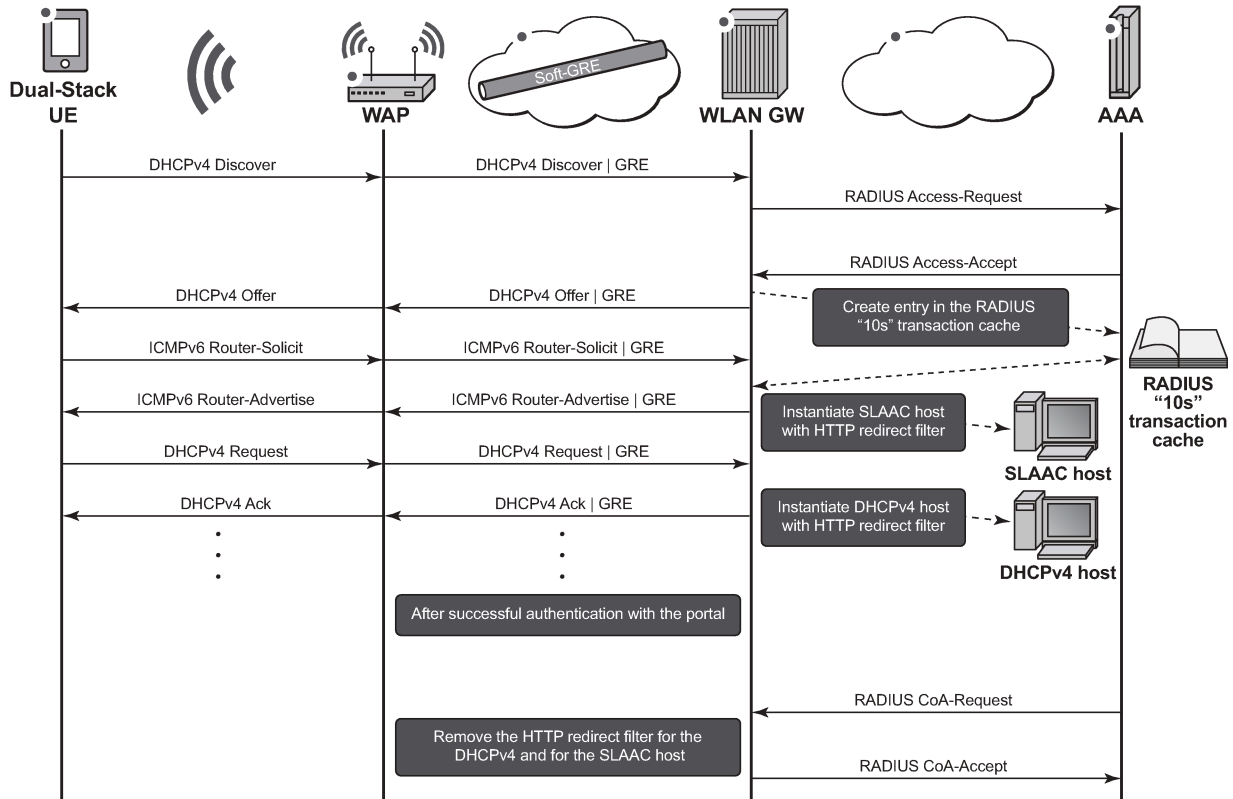 Soft-GRE
Dual-Stack
UE
WAP
WLAN GW
AAA
DHCPv4 Discover
DHCPv4 Discover | GRE
RADIUS Access-Request
RADIUS Access-Accept
DHCPv4 Offer
DHCPv4 Offer | GRE
Create entry in the RADIUS
“10s” transaction cache
ICMPv6 Router-Solicit
ICMPv6 Router-Solicit | GRE
RADIUS
“10s”
transaction
cache
ICMPv6 Router-Advertise
ICMPv6 Router-Advertise | GRE
Instantiate SLAAC host
with HTTP redirect filter
SLAAC host
DHCPv4 Request
DHCPv4 Request | GRE
DHCPv4 Ack
DHCPv4 Ack | GRE
Instantiate DHCPv4 host
with HTTP redirect filter
DHCPv4 host
After successful authentication with the portal
RADIUS CoA-Request
Remove the HTTP redirect filter for the
DHCPv4 and for the SLAAC host
RADIUS CoA-Accept